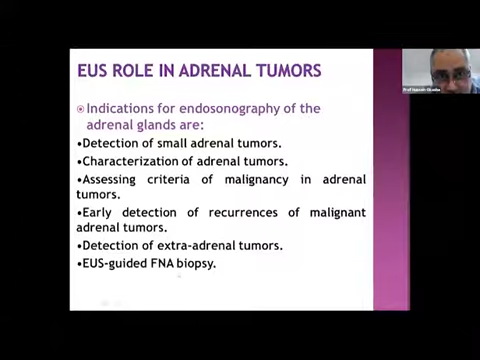 EUS ROLE IN ADRENAL TUMORS
Indications for endosonography of the
adrenal glands are:
•Detection of small adrenal tumors.
•Characterization of adrenal tumors.
•Assessing criteria of malignancy in adrenal
tumors.
•Early detection of recurrences of malignant
adrenal tumors.
•Detection of extra-adrenal tumors.
•EUS-guided FNA biopsy.